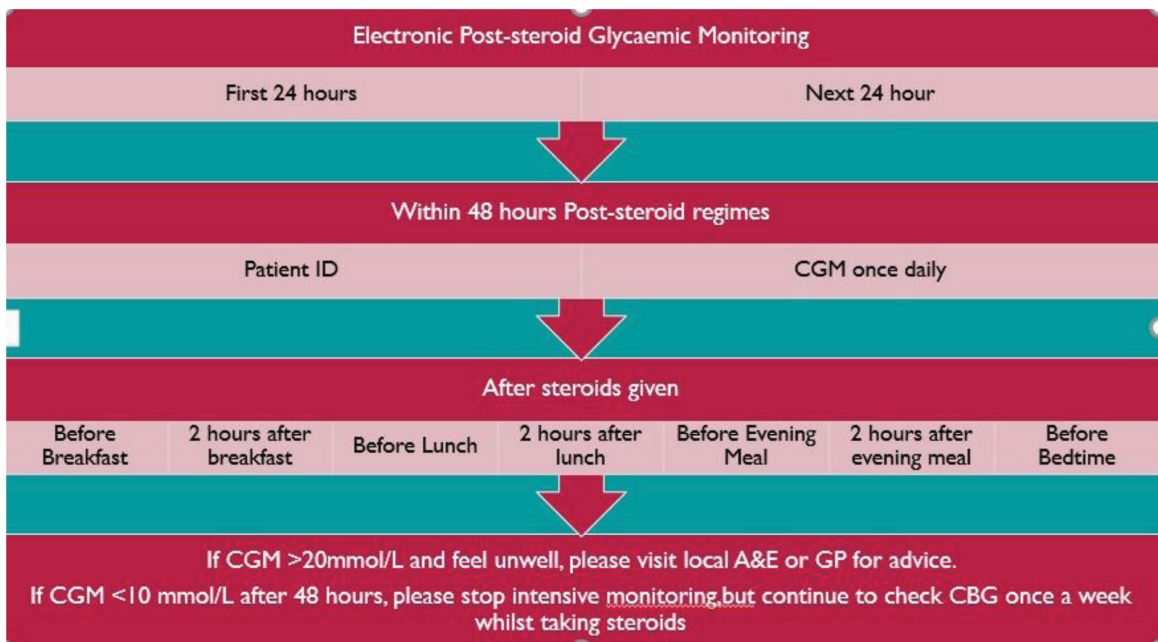 Electronic Post-steroid Glycaemic Monitoring
First 24 hours
Next 24 hour
Within 48 hours Post-steroid regimes
Patient ID
CGM once daily
After steroids given
Before
Breakfast
2 hours after
breakfast
Before Lunch
2 hours after
lunch
Before Evening
Meal
2 hours after
evening meal
Before
Bedtime
If CGM >20mmol/L and feel unwell, please visit local A&E or GP for advice.
If CGM <10 mmol/L after 48 hours, please stop intensive monitoring,but continue to check CBG once a week
whilst taking steroids